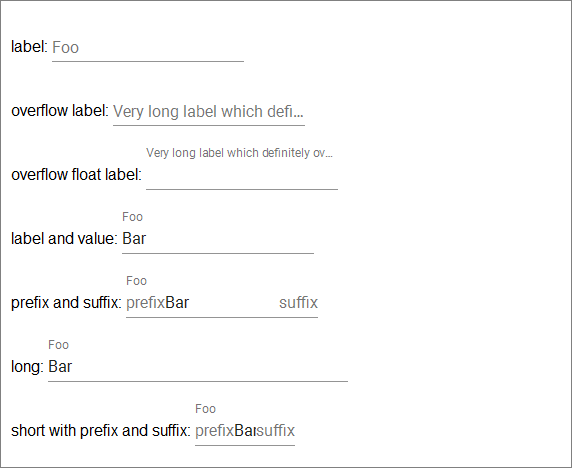 label: Foo
overflow label: Very long label which defi...
Very long label which definitely ov...
overflow float label:
Foo
label and value: Bar
Foo
prefix and suffix: prefixBar suffix
Foo
long: Bar
Foo
short with prefix and suffix: prefixBarsuffix